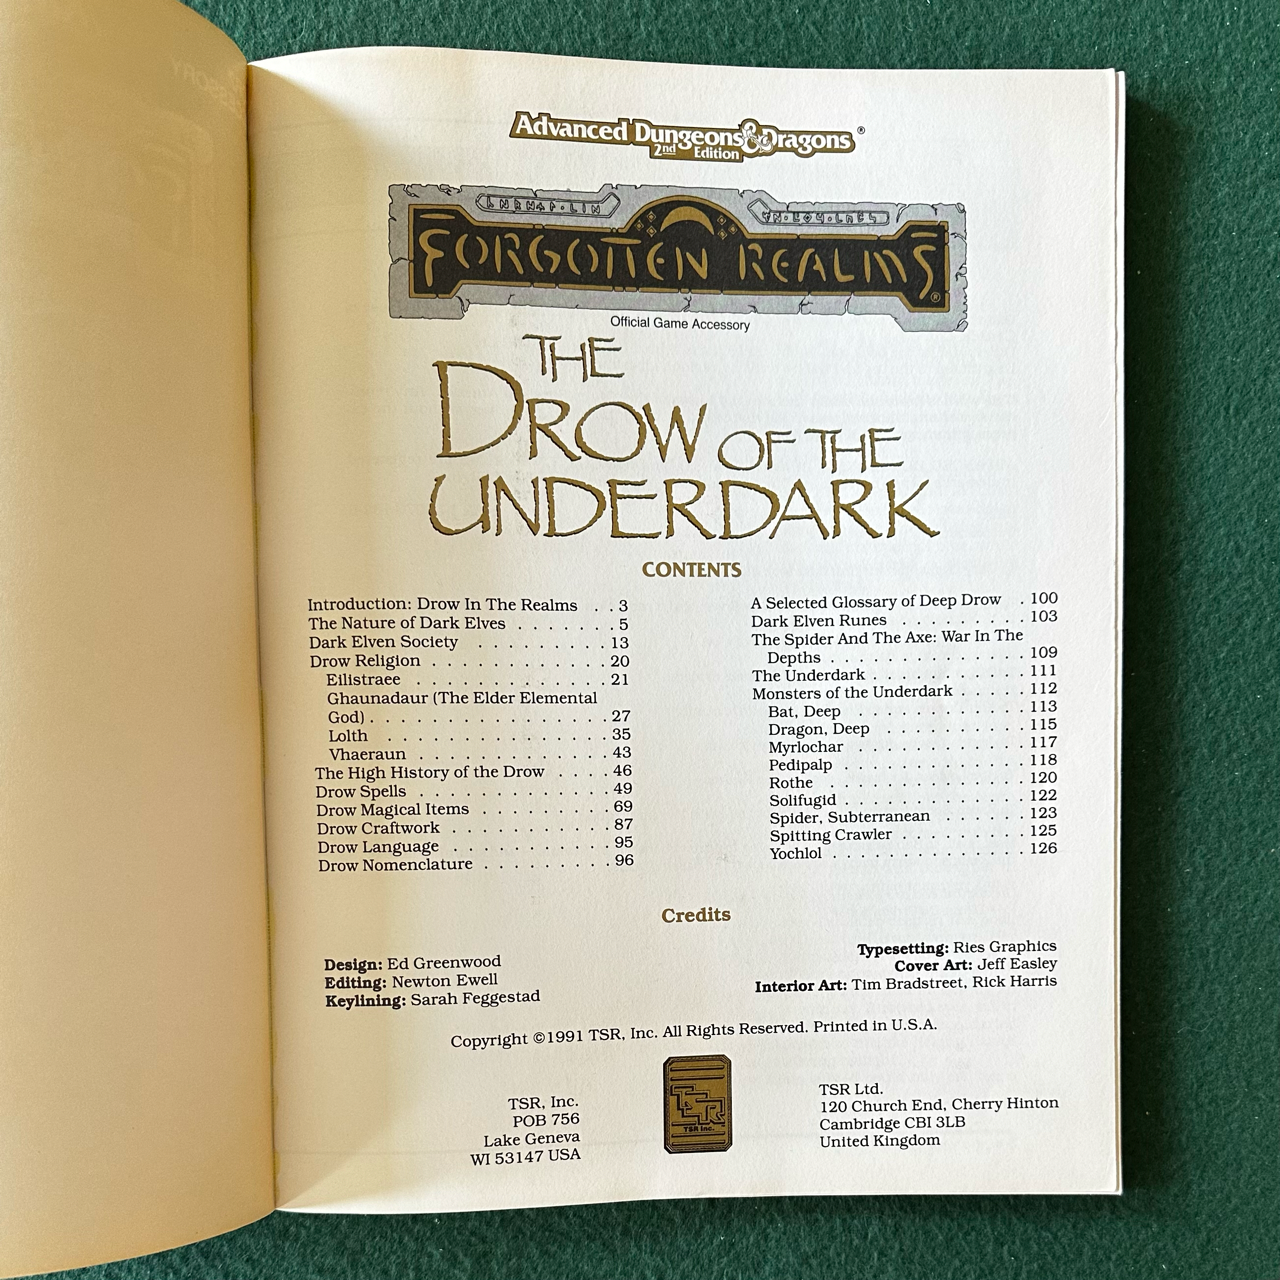 Advanced Dungeons & Dragons®
2nd Edition
FORGOTTEN REALMS®
Official Game Accessory
THE
DROW OF THE
UNDERDARK
CONTENTS
Introduction: Drow In The Realms . . 3
The Nature of Dark Elves . . . . . . . 5
Dark Elven Society . . . . . . . . . 13
Drow Religion . . . . . . . . . . . . 20
Eilistraee . . . . . . . . . . . . . 21
Ghaunadaur (The Elder Elemental
God) . . . . . . . . . . . . . . . . 27
Lolth . . . . . . . . . . . . . . . 35
Vhaeraun . . . . . . . . . . . . . 43
The High History of the Drow . . . . 46
Drow Spells . . . . . . . . . . . . . 49
Drow Magical Items . . . . . . . . . 69
Drow Craftwork . . . . . . . . . . . 87
Drow Language . . . . . . . . . . . . 95
Drow Nomenclature . . . . . . . . . 96
A Selected Glossary of Deep Drow . 100
Dark Elven Runes . . . . . . . . . 103
The Spider And The Axe: War In The
Depths . . . . . . . . . . . . . . 109
The Underdark . . . . . . . . . . . 111
Monsters of the Underdark . . . . . 112
Bat, Deep . . . . . . . . . . . . 113
Dragon, Deep . . . . . . . . . . 115
Myrlochar . . . . . . . . . . . . 117
Pedipalp . . . . . . . . . . . . . 118
Rothe . . . . . . . . . . . . . . 120
Solifugid . . . . . . . . . . . . . 122
Spider, Subterranean . . . . . . 123
Spitting Crawler . . . . . . . . . 125
Yochlol . . . . . . . . . . . . . . 126
Credits
Design: Ed Greenwood
Editing: Newton Ewell
Keylining: Sarah Feggestad
Typesetting: Ries Graphics
Cover Art: Jeff Easley
Interior Art: Tim Bradstreet, Rick Harris
Copyright ©1991 TSR, Inc. All Rights Reserved. Printed in U.S.A.
TSR, Inc.
POB 756
Lake Geneva
WI 53147 USA
TSR
TSR Inc.
TSR Ltd.
120 Church End, Cherry Hinton
Cambridge CBI 3LB
United Kingdom